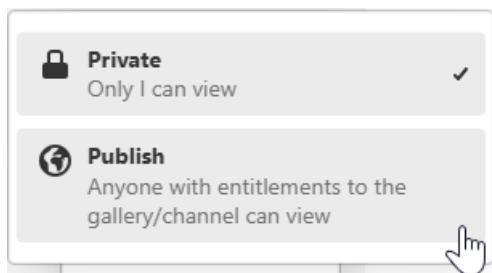 Private
Only I can view
Publish
Anyone with entitlements to the
gallery/channel can view